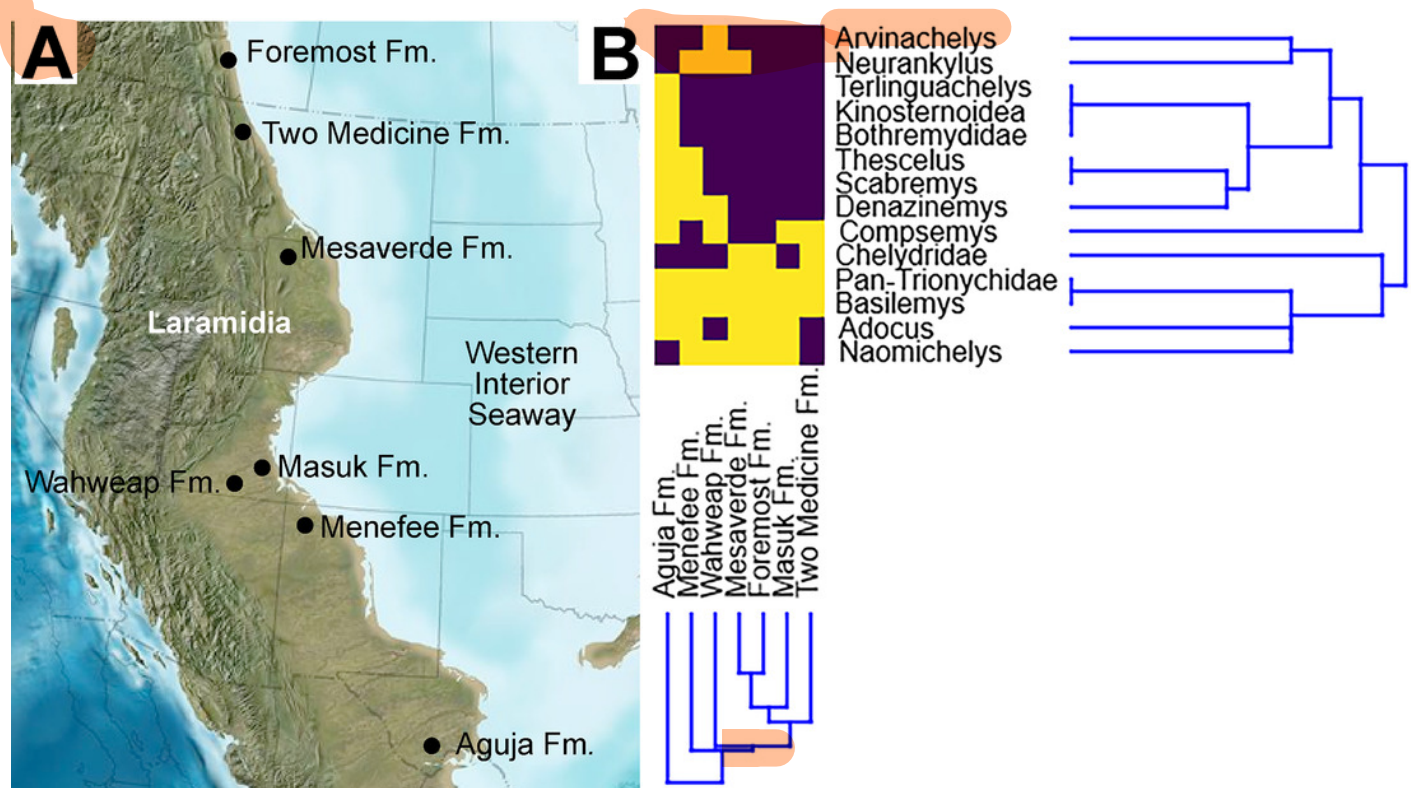 A
Foremost Fm.
Two Medicine Fm.
Mesaverde Fm.
Laramidia
Western
Interior
Seaway
Masuk Fm.
Wahweap Fm.
Menefee Fm.
Aguja Fm.
B
Arvinachelys
Neurankylus
Terlinguachelys
Kinosternoidea
Bothremydidae
Thescelus
Scabremys
Denazinemys
Compsemys
Chelydridae
Pan-Trionychidae
Basilemys
Adocus
Naomichelys
Aguja Fm.
Menefee Fm.
Wahweap Fm.
Mesaverde Fm.
Foremost Fm.
Masuk Fm.
Two Medicine Fm.